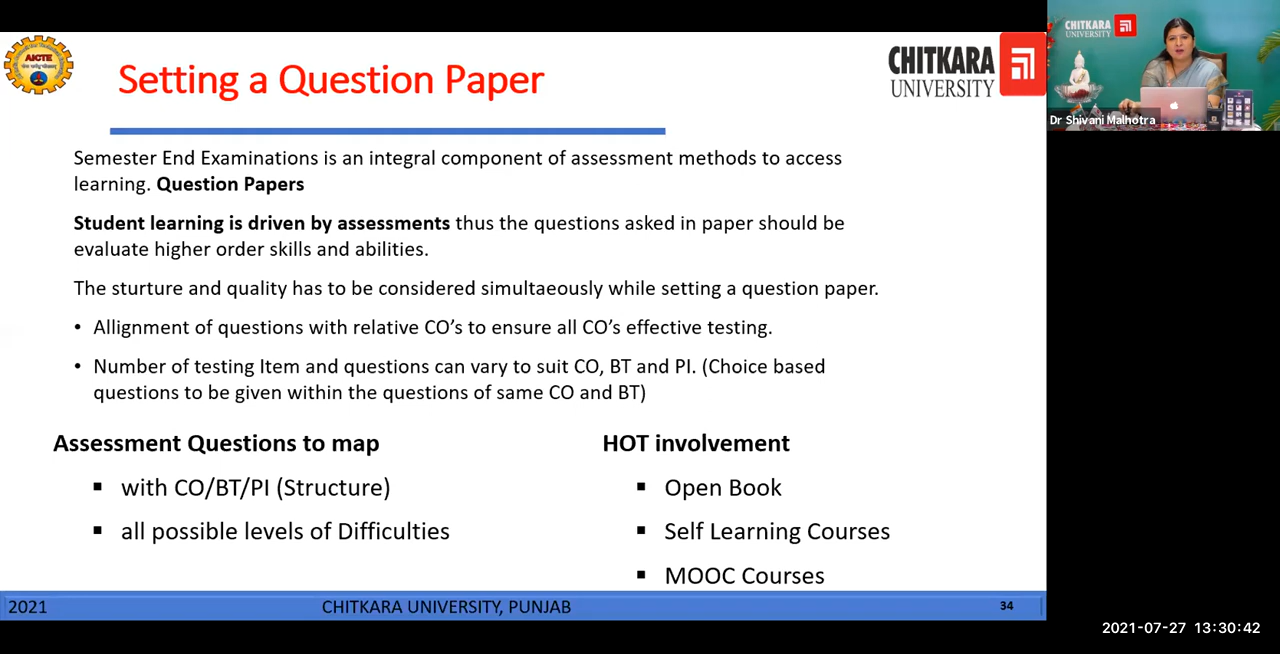 AICTE
Setting a Question Paper
CHITKARA
UNIVERSITY
CHITKARA
UNIVERSITY
Dr Shivani Malhotra
Semester End Examinations is an integral component of assessment methods to access
learning. Question Papers
Student learning is driven by assessments thus the questions asked in paper should be
evaluate higher order skills and abilities.
The sturture and quality has to be considered simultaeously while setting a question paper.
• Allignment of questions with relative CO's to ensure all CO's effective testing.
• Number of testing Item and questions can vary to suit CO, BT and PI. (Choice based
questions to be given within the questions of same CO and BT)
Assessment Questions to map
▪ with CO/BT/PI (Structure)
▪ all possible levels of Difficulties
HOT involvement
▪ Open Book
▪ Self Learning Courses
▪ MOOC Courses
2021
CHITKARA UNIVERSITY, PUNJAB
34
2021-07-27 13:30:42